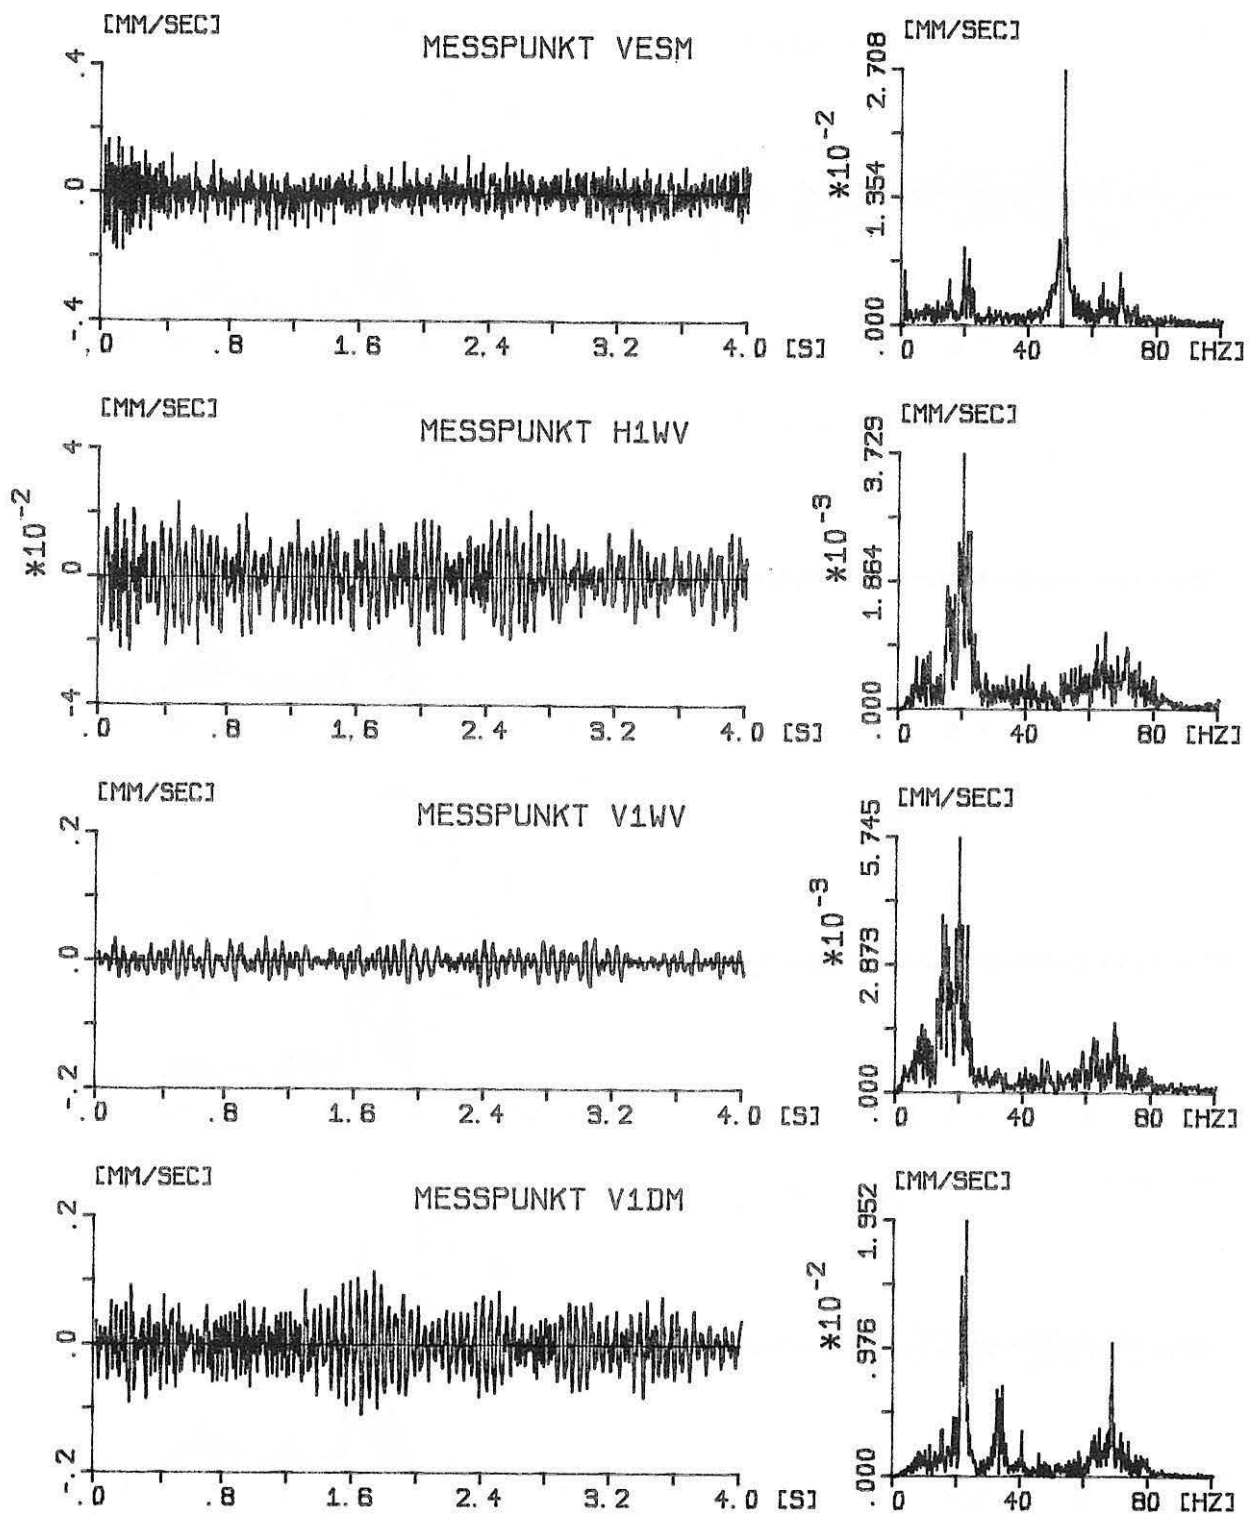 [MM/SEC]
MESSPUNKT VESM
.4
.0
-.4
.0 .8 1.6 2.4 3.2 4.0 [S]
[MM/SEC]
*10-2
2.708
1.354
.000
0 40 80 [HZ]
[MM/SEC]
MESSPUNKT H1WV
*10-2
4
0
-4
.0 .8 1.6 2.4 3.2 4.0 [S]
[MM/SEC]
*10-3
3.729
1.864
.000
0 40 80 [HZ]
[MM/SEC]
MESSPUNKT V1WV
.2
.0
-.2
.0 .8 1.6 2.4 3.2 4.0 [S]
[MM/SEC]
*10-3
5.745
2.873
.000
0 40 80 [HZ]
[MM/SEC]
MESSPUNKT V1DM
.2
.0
-.2
.0 .8 1.6 2.4 3.2 4.0 [S]
[MM/SEC]
*10-2
1.952
.976
.000
0 40 80 [HZ]